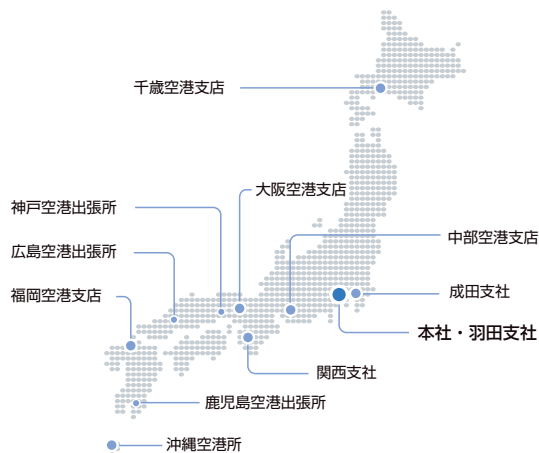 千歳空港支店
大阪空港支店
神戸空港出張所
中部空港支店
広島空港出張所
成田支社
福岡空港支店
本社・羽田支社
関西支社
鹿児島空港出張所
沖縄空港所